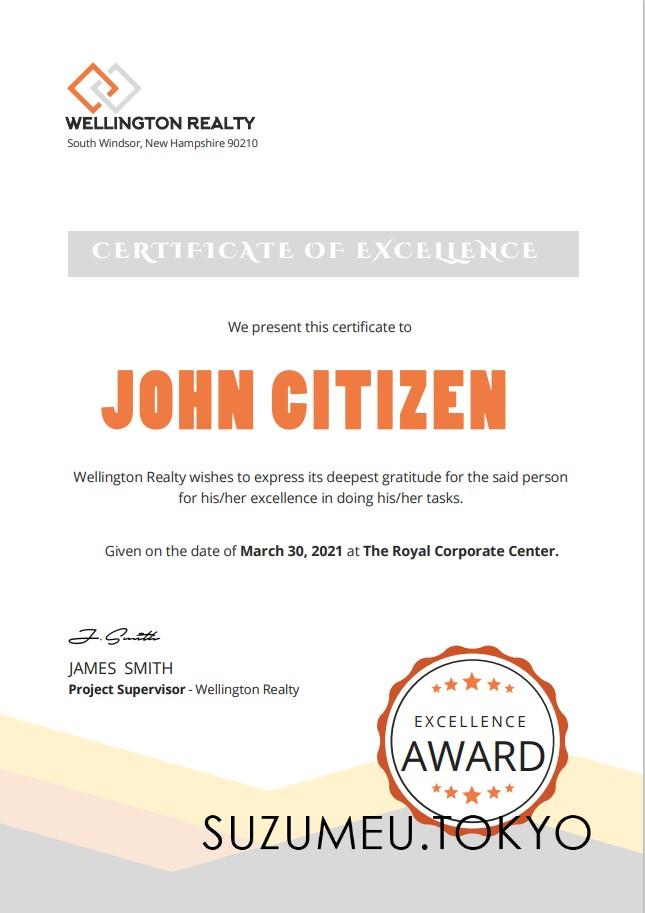 WELLINGTON REALTY
South Windsor, New Hampshire 90210
CERTIFICATE OF EXCELLENCE
We present this certificate to
JOHN CITIZEN
Wellington Realty wishes to express its deepest gratitude for the said person
for his/her excellence in doing his/her tasks.
Given on the date of March 30, 2021 at The Royal Corporate Center.
J. Smith
JAMES SMITH
Project Supervisor - Wellington Realty
EXCELLENCE
AWARD
SUZUMEU.TOKYO